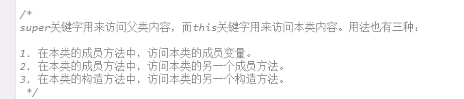 /*
super关键字用来访问父类内容，而this关键字用来访问本类内容。用法也有三种：
1. 在本类的成员方法中，访问本类的成员变量。
2. 在本类的成员方法中，访问本类的另一个成员方法。
3. 在本类的构造方法中，访问本类的另一个构造方法。
*/